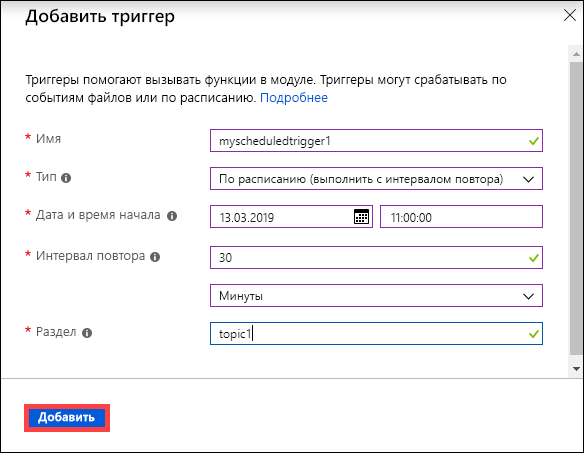 Добавить триггер
Триггеры помогают вызывать функции в модуле. Триггеры могут срабатывать по
событиям файлов или по расписанию. Подробнее
* Имя
myscheduledtrigger1
* Тип
По расписанию (выполнить с интервалом повтора)
* Дата и время начала
13.03.2019
11:00:00
* Интервал повтора
30
Минуты
* Раздел
topic1
Добавить